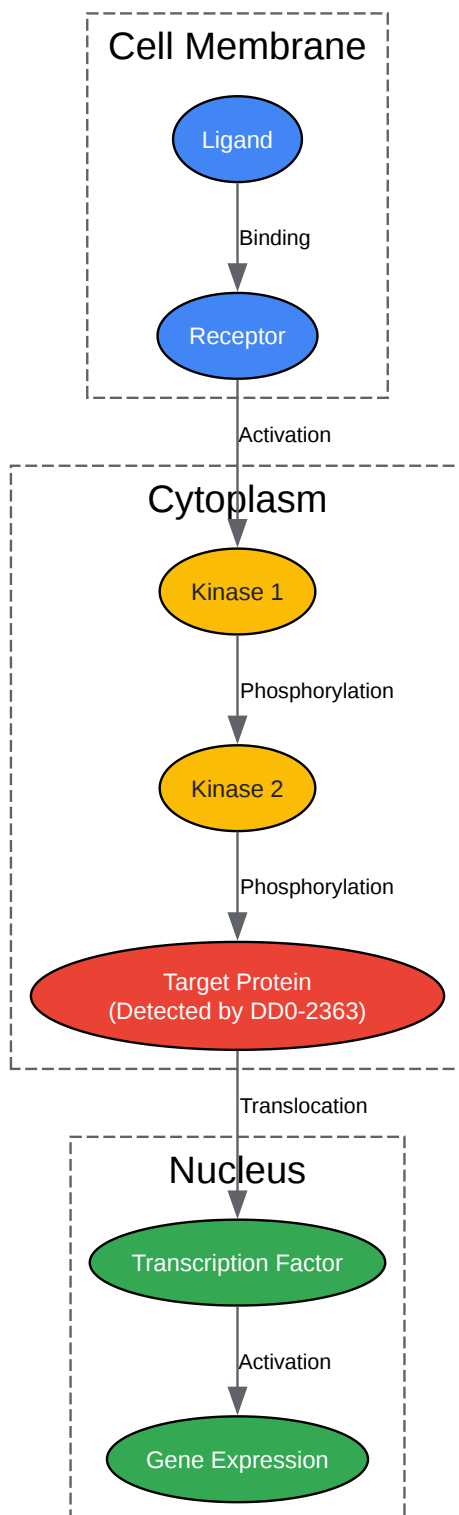 Cell Membrane
Ligand
Binding
Receptor
Activation
Cytoplasm
Kinase 1
Phosphorylation
Kinase 2
Phosphorylation
Target Protein
(Detected by DD0-2363)
Translocation
Nucleus
Transcription Factor
Activation
Gene Expression